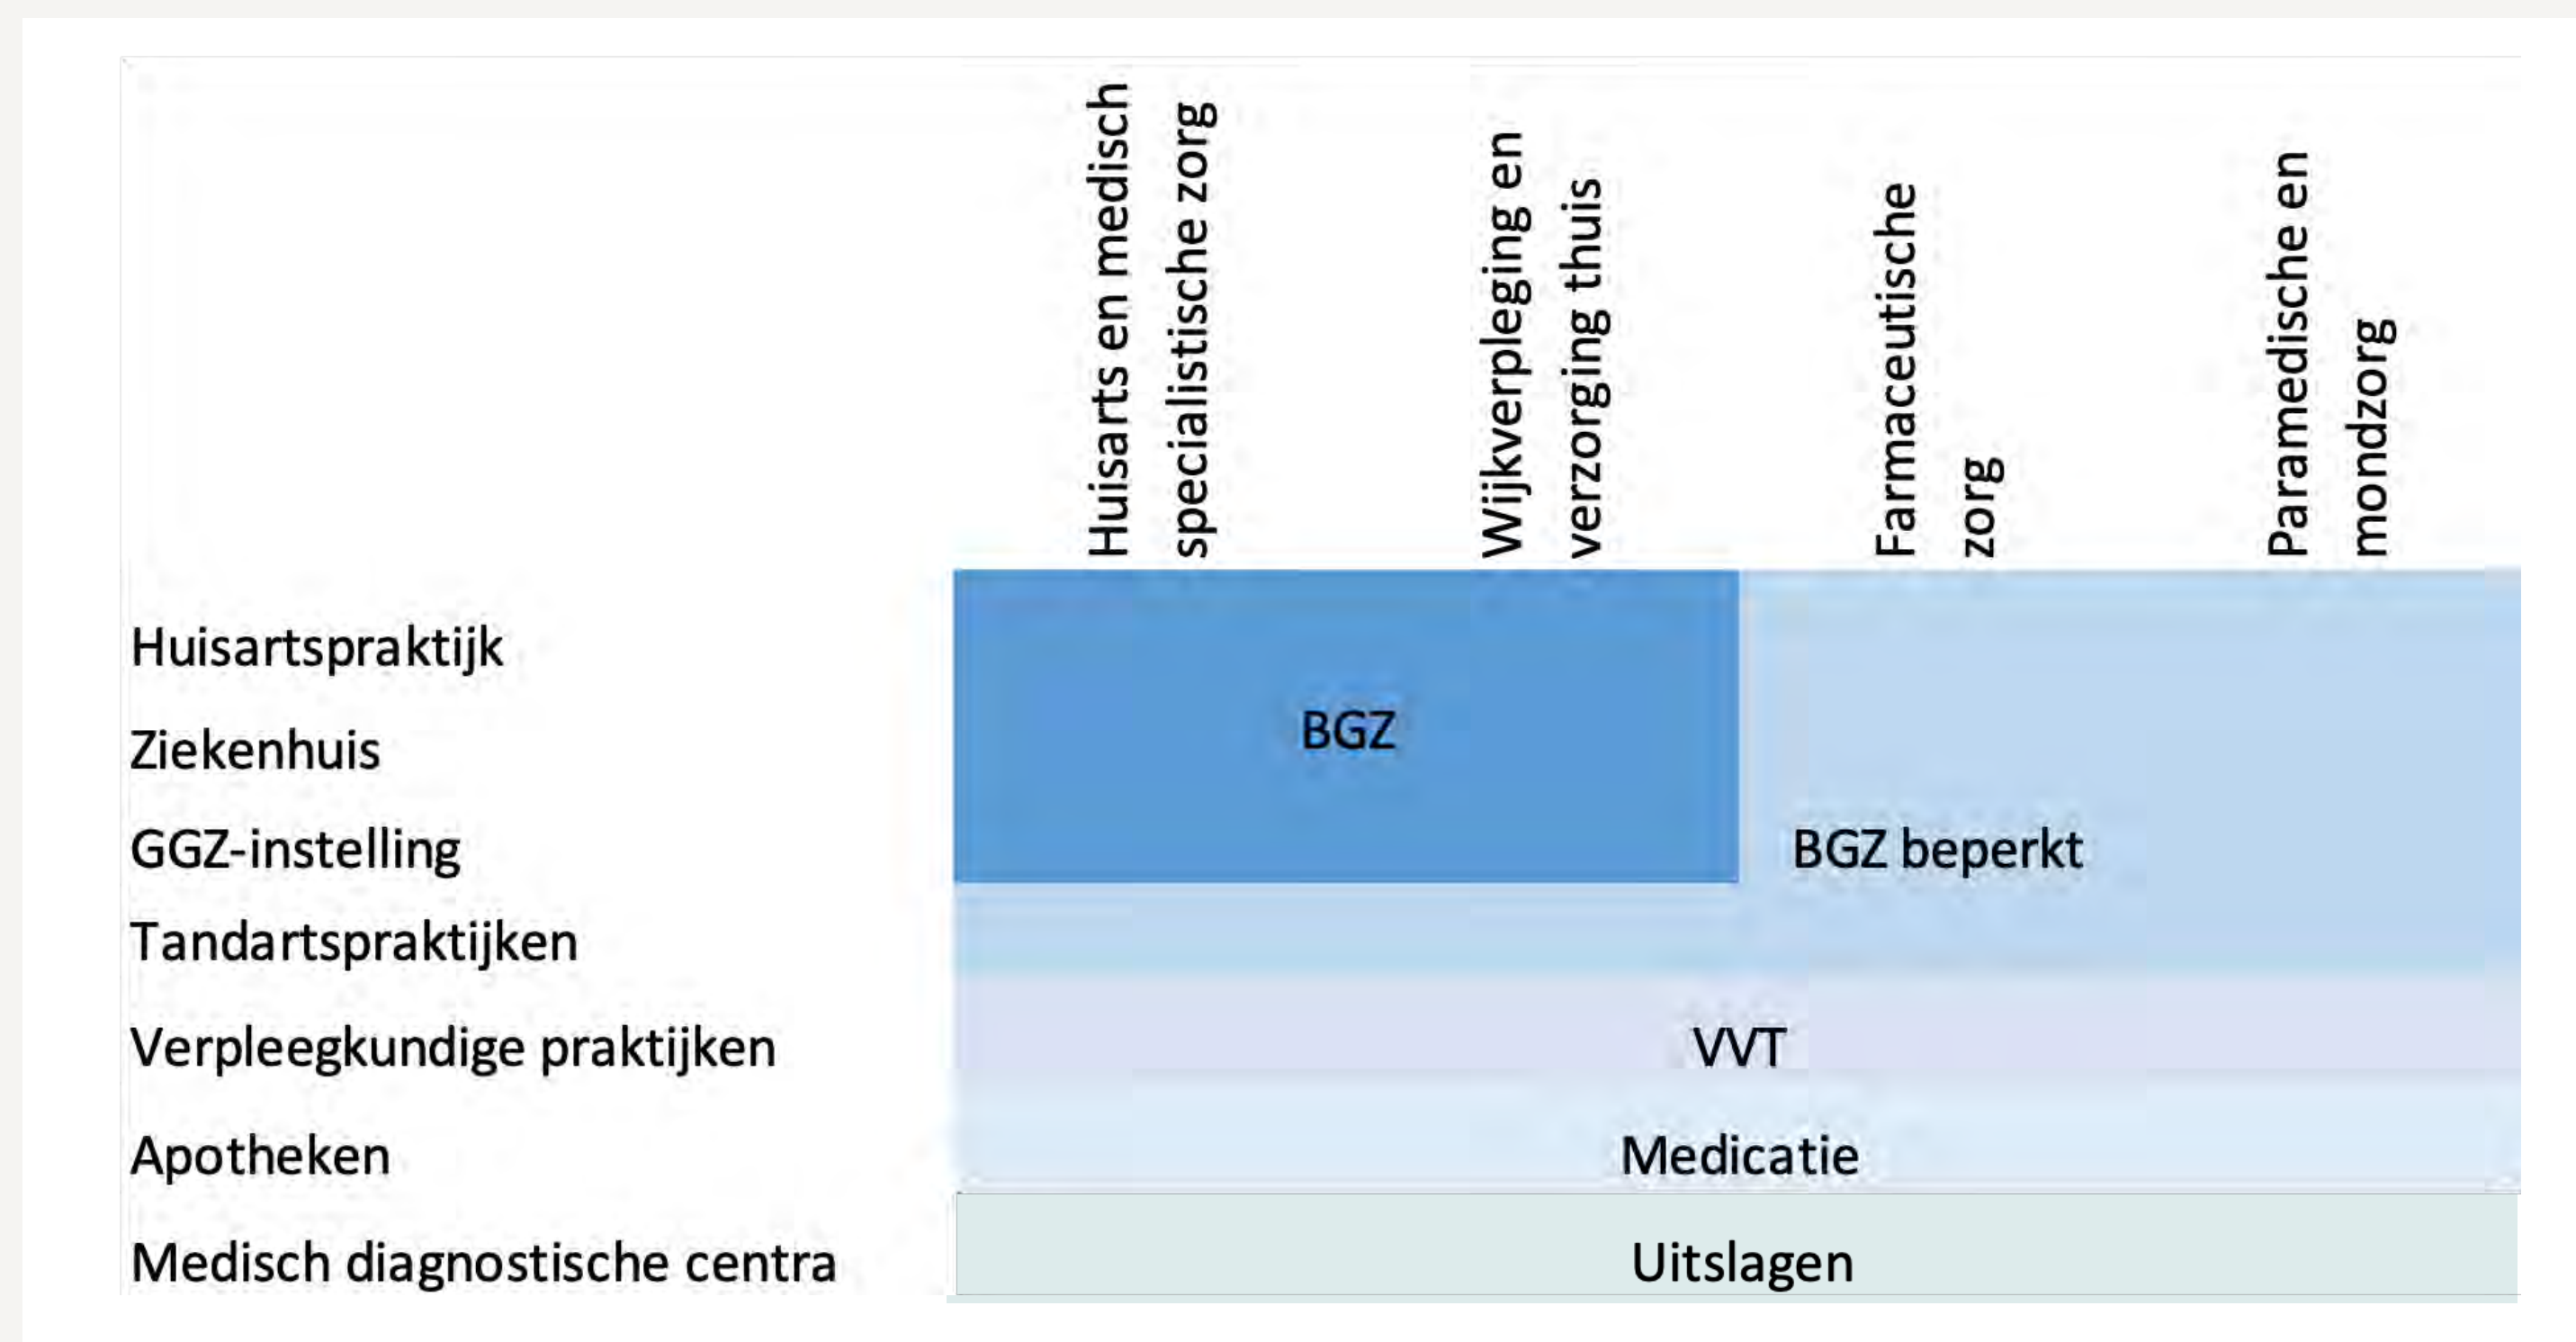 Huisarts en medisch
specialistische zorg
Wijkverpleging en
verzorging thuis
Farmaceutische
zorg
Paramedische en
mondzorg
Huisartspraktijk
Ziekenhuis
BGZ
GGZ-instelling
BGZ beperkt
Tandartspraktijken
Verpleegkundige praktijken
VVT
Apotheken
Medicatie
Medisch diagnostische centra
Uitslagen